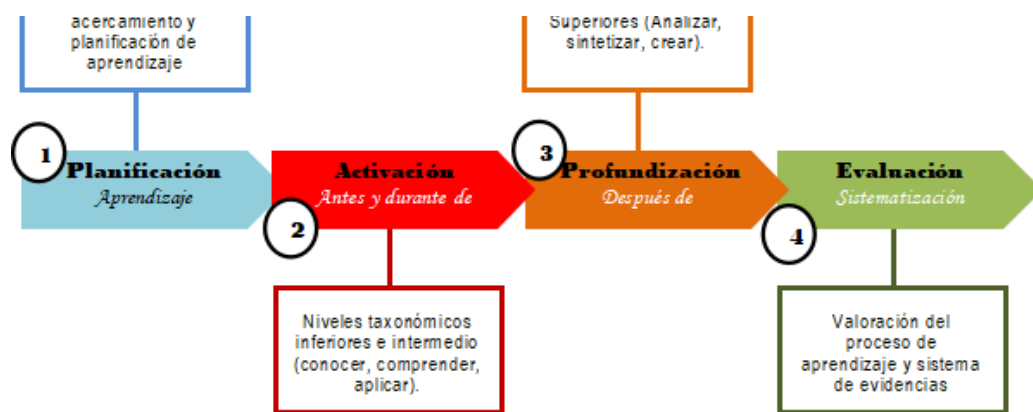 acercamiento y
planificación de
aprendizaje
Superiores (Analizar,
sintetizar, crear).
1
Planificación
Aprendizaje
2
Activación
Antes y durante de
3
Profundización
Después de
4
Evaluación
Sistematización
Niveles taxonómicos
inferiores e intermedio
(conocer, comprender,
aplicar).
Valoración del
proceso de
aprendizaje y sistema
de evidencias